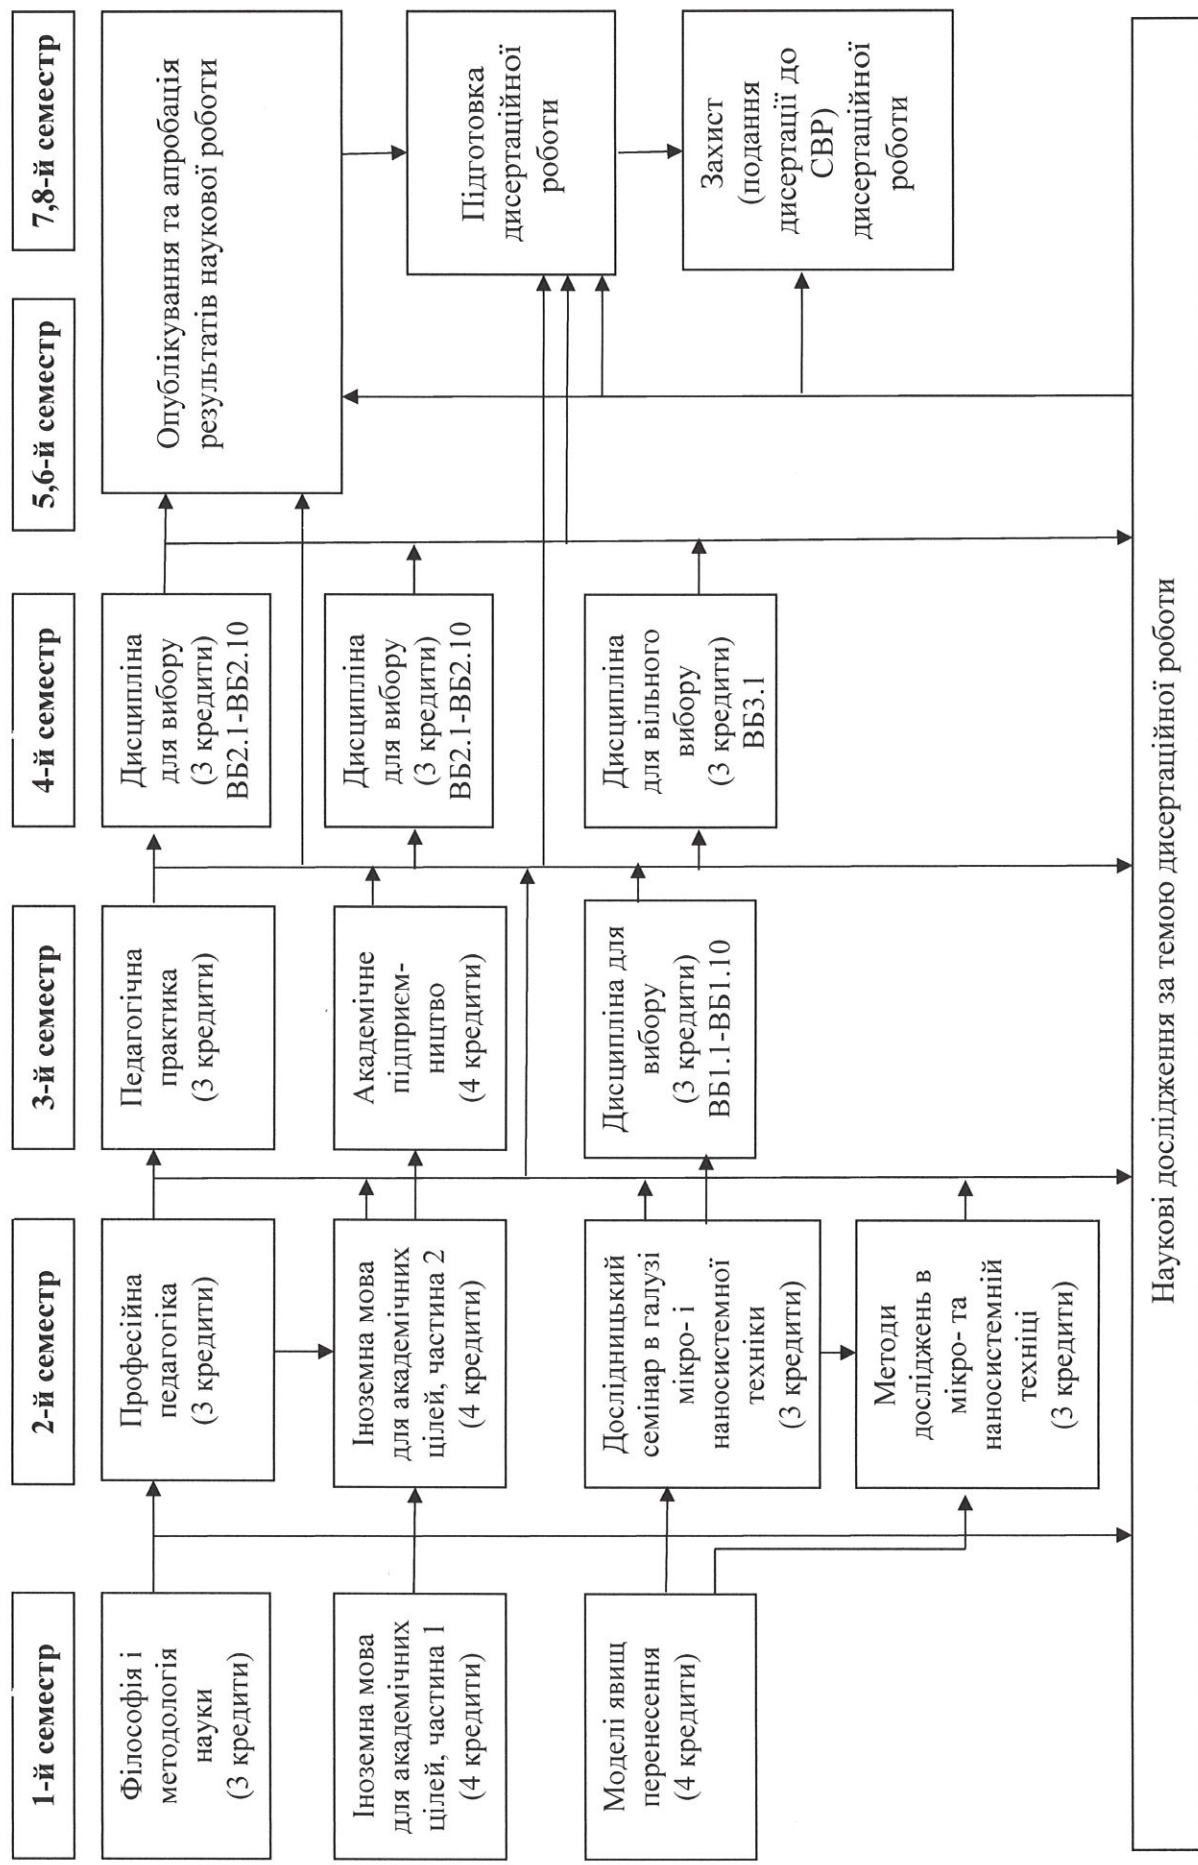 1-й семестр
2-й семестр
3-й семестр
4-й семестр
5,6-й семестр
7,8-й семестр
Філософія і
методологія
науки
(3 кредити)
Іноземна мова
для академічних
цілей, частина 1
(4 кредити)
Моделі явищ
перенесення
(4 кредити)
Професійна
педагогіка
(3 кредити)
Іноземна мова
для академічних
цілей, частина 2
(4 кредити)
Дослідницький
семінар в галузі
мікро- і
наносистемної
техніки
(3 кредити)
Методи
досліджень в
мікро- та
наносистемній
техніці
(3 кредити)
Педагогічна
практика
(3 кредити)
Академічне
підприєм-
ництво
(4 кредити)
Дисципліна для
вибору
(3 кредити)
ВБ1.1-ВБ1.10
Дисципліна
для вибору
(3 кредити)
ВБ2.1-ВБ2.10
Дисципліна
для вибору
(3 кредити)
ВБ2.1-ВБ2.10
Дисципліна
для вільного
вибору
(3 кредити)
ВБ3.1
Опублікування та апробація
результатів наукової роботи
Підготовка
дисертаційної
роботи
Захист
(подання
дисертації до
СВР)
дисертаційної
роботи
Наукові дослідження за темою дисертаційної роботи